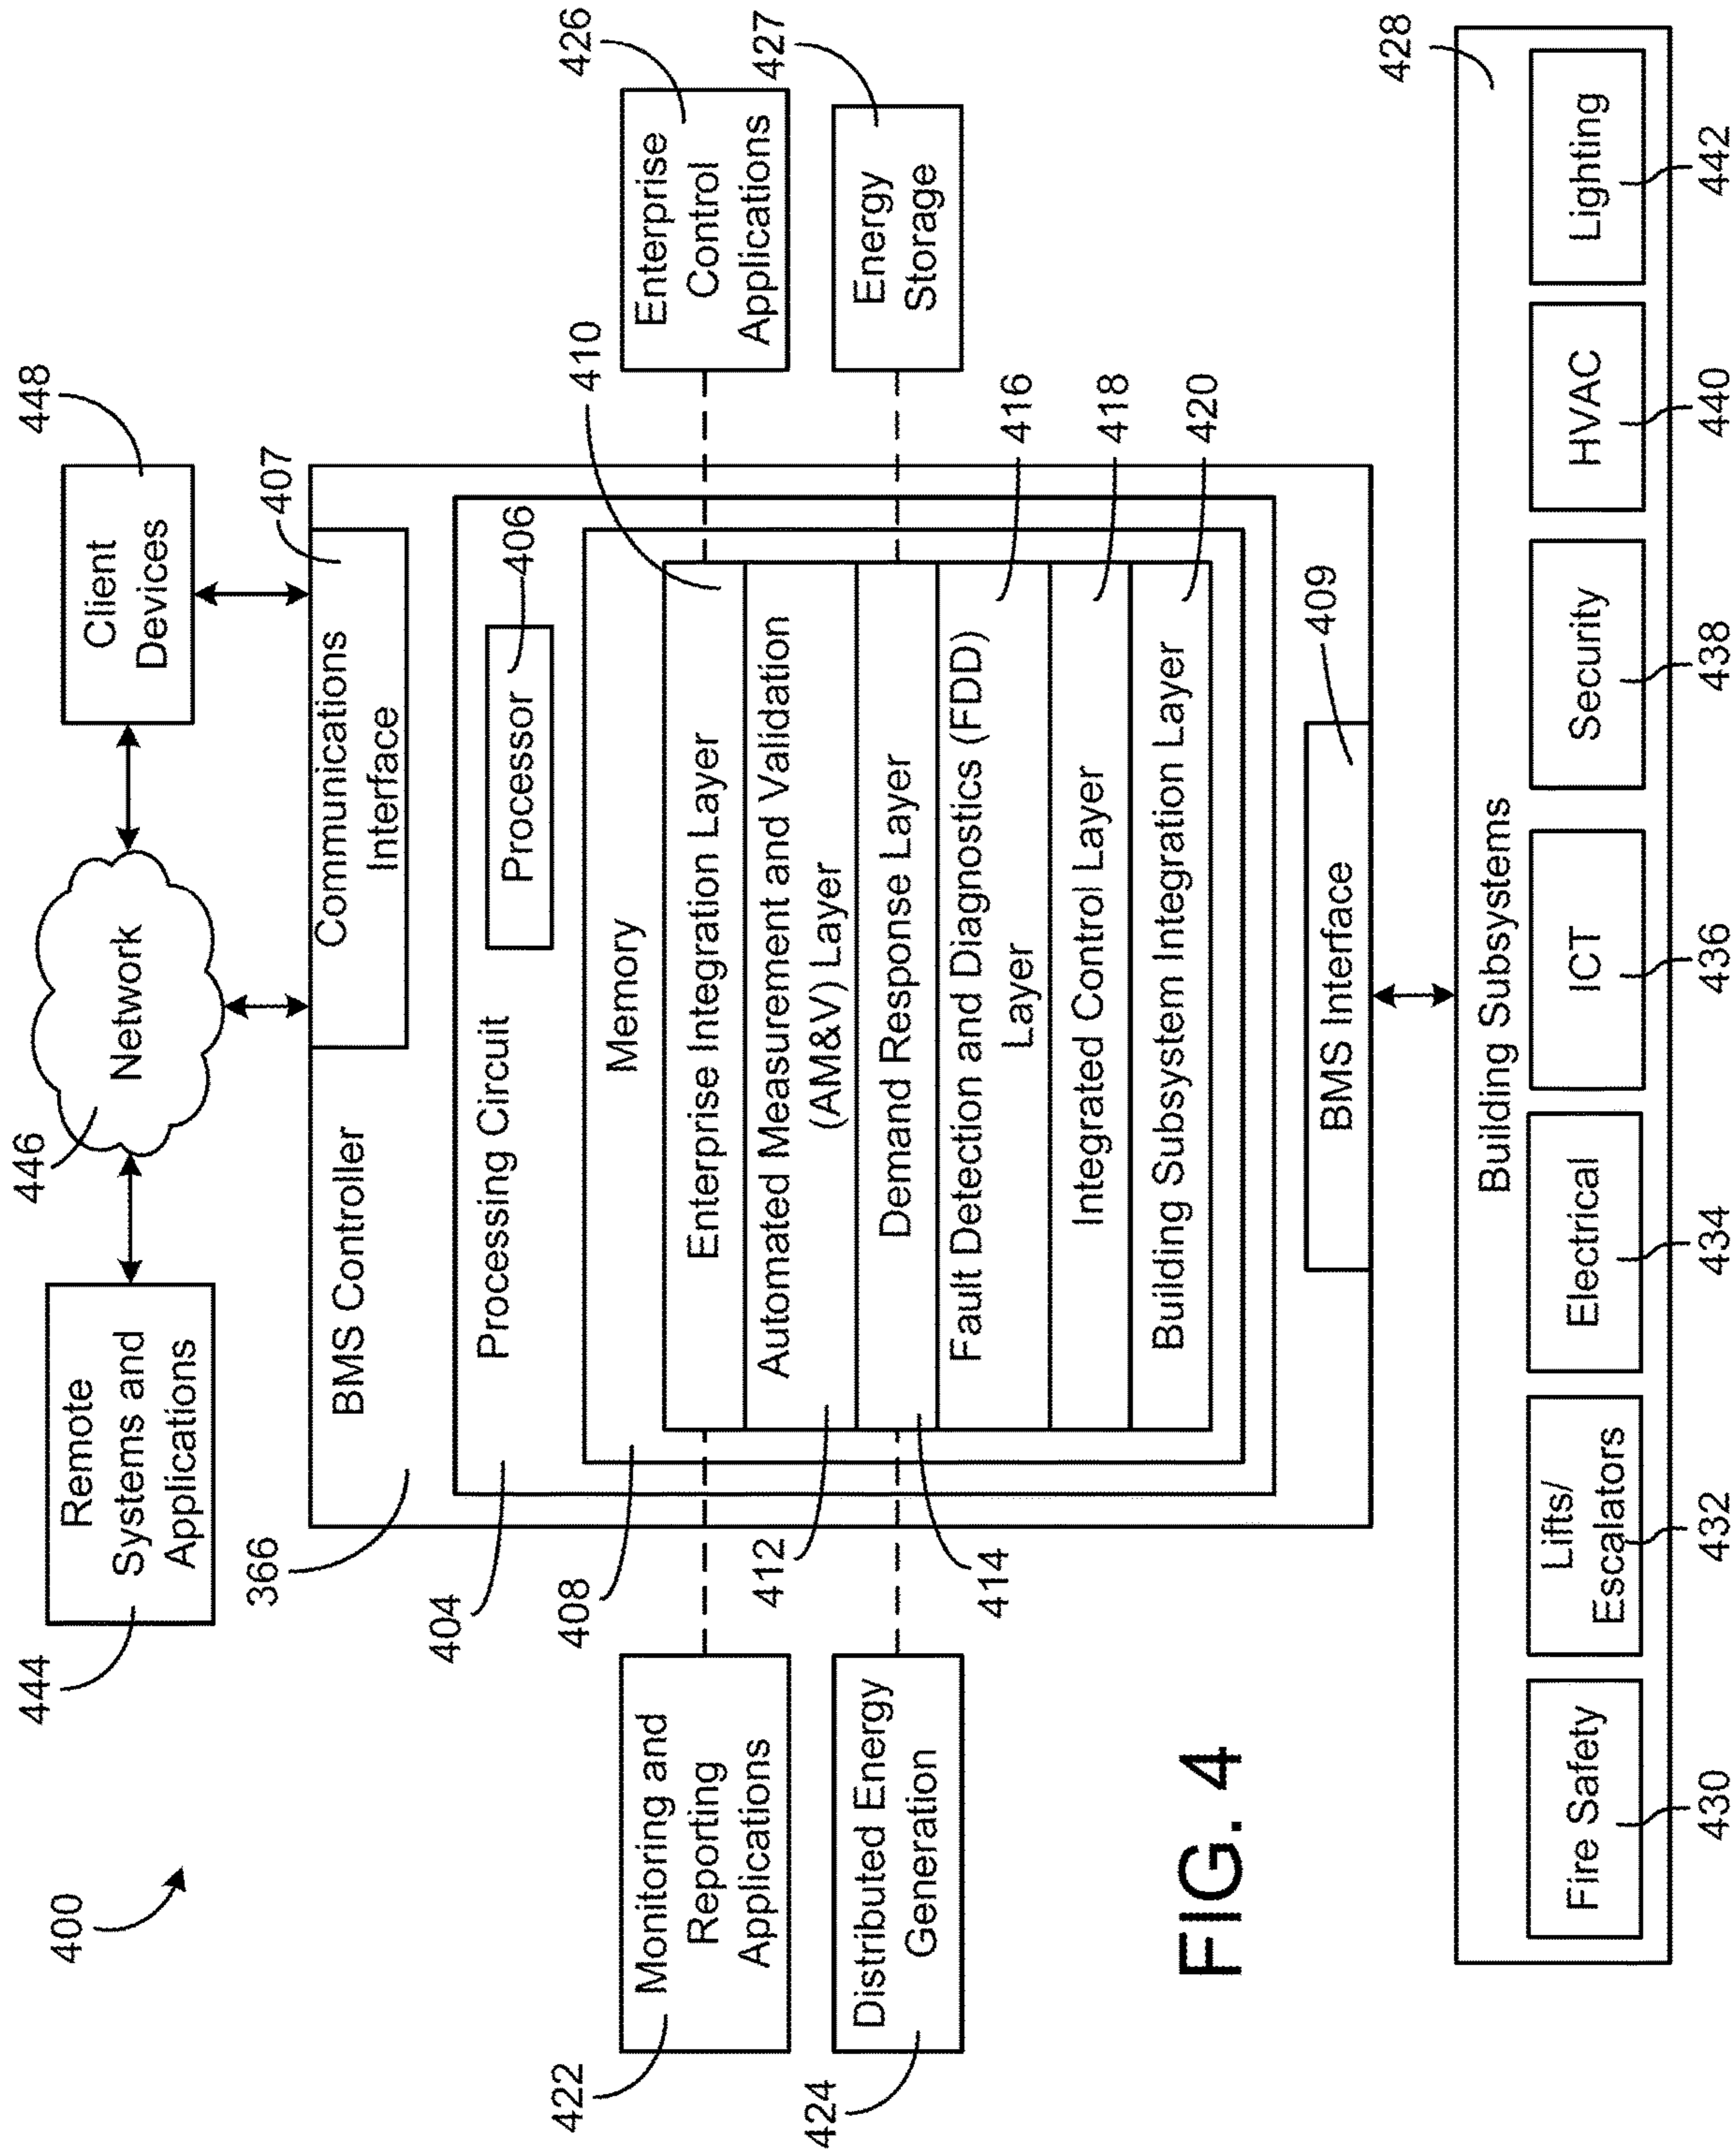 400
444
Remote
Systems and
Applications
446
Network
Client
Devices
448
366
BMS Controller
Communications
Interface
407
404
Processing Circuit
Processor
406
408
Memory
410
Enterprise Integration Layer
Automated Measurement and Validation
(AM&V) Layer
412
Demand Response Layer
414
Fault Detection and Diagnostics (FDD)
Layer
416
Integrated Control Layer
418
Building Subsystem Integration Layer
420
BMS Interface
409
422
Monitoring and
Reporting
Applications
424
Distributed Energy
Generation
426
Enterprise
Control
Applications
427
Energy
Storage
FIG. 4
Building Subsystems
428
Fire Safety
Lifts/
Escalators
Electrical
ICT
Security
HVAC
Lighting
430
432
434
436
438
440
442